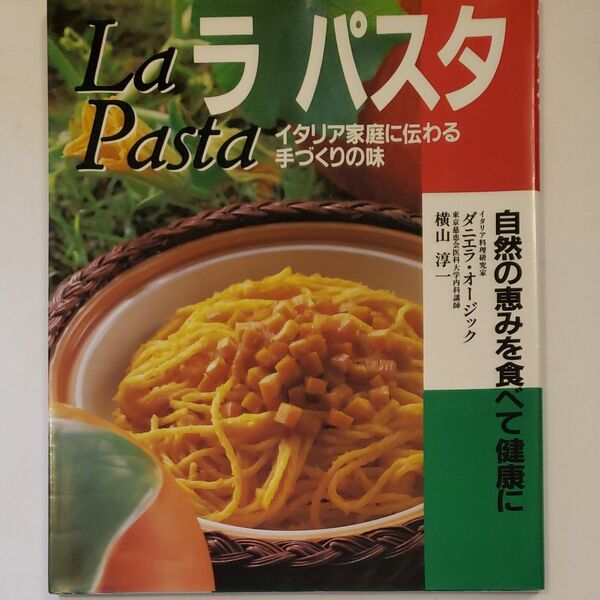 La
Pasta
ラ パスタ
イタリア家庭に伝わる
手づくりの味
自然の恵みを食べて健康に
イタリア料理研究家
ダニエラ・オージック
東京慈恵会医科大学内科講師
横山 淳一